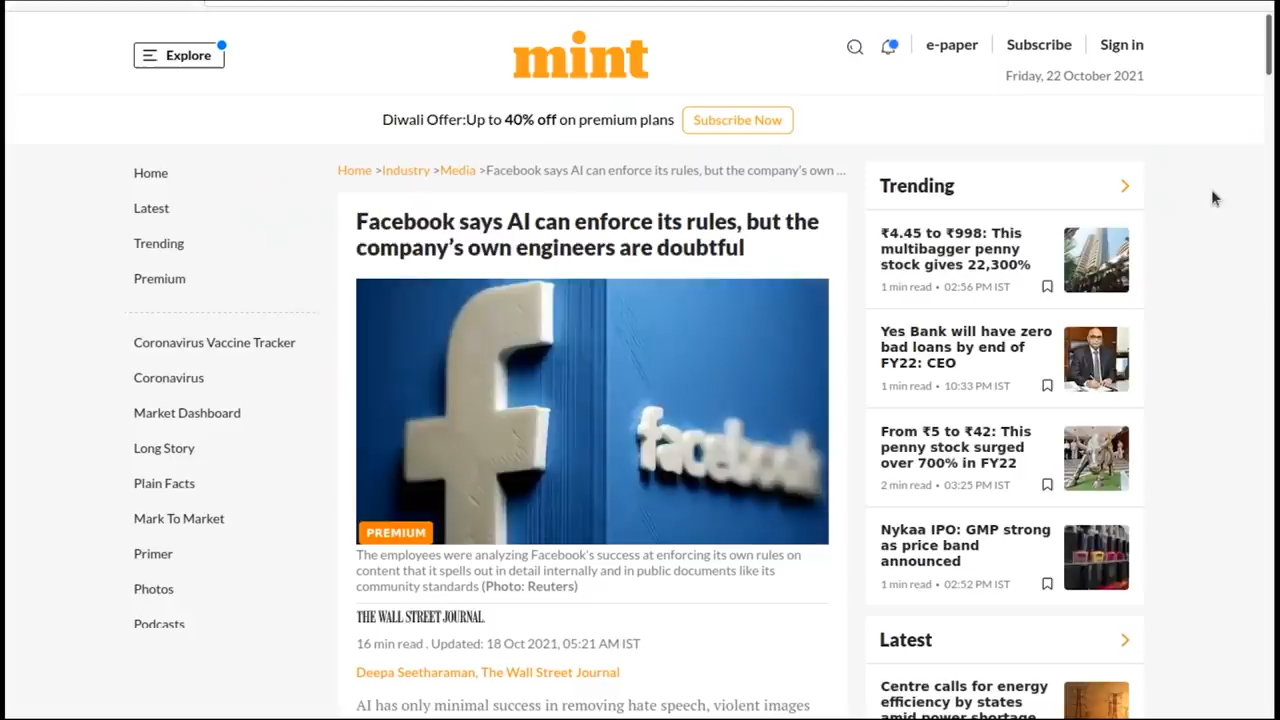 Explore
mint
e-paper
Subscribe
Sign in
Friday, 22 October 2021
Diwali Offer:Up to 40% off on premium plans
Subscribe Now
Home
Latest
Trending
Premium
Coronavirus Vaccine Tracker
Coronavirus
Market Dashboard
Long Story
Plain Facts
Mark To Market
Primer
Photos
Podcasts
Home >Industry >Media >Facebook says AI can enforce its rules, but the company's own ...
Facebook says AI can enforce its rules, but the
company's own engineers are doubtful
f
facebook
PREMIUM
The employees were analyzing Facebook's success at enforcing its own rules on
content that it spells out in detail internally and in public documents like its
community standards (Photo: Reuters)
THE WALL STREET JOURNAL.
16 min read . Updated: 18 Oct 2021, 05:21 AM IST
Deepa Seetharaman, The Wall Street Journal
AI has only minimal success in removing hate speech, violent images
Trending
₹4.45 to ₹998: This
multibagger penny
stock gives 22,300%
1 min read • 02:56 PM IST
Yes Bank will have zero
bad loans by end of
FY22: CEO
1 min read • 10:33 PM IST
From ₹5 to ₹42: This
penny stock surged
over 700% in FY22
2 min read • 03:25 PM IST
Nykaa IPO: GMP strong
as price band
announced
1 min read • 02:52 PM IST
Latest
Centre calls for energy
efficiency by states
amid power shortage